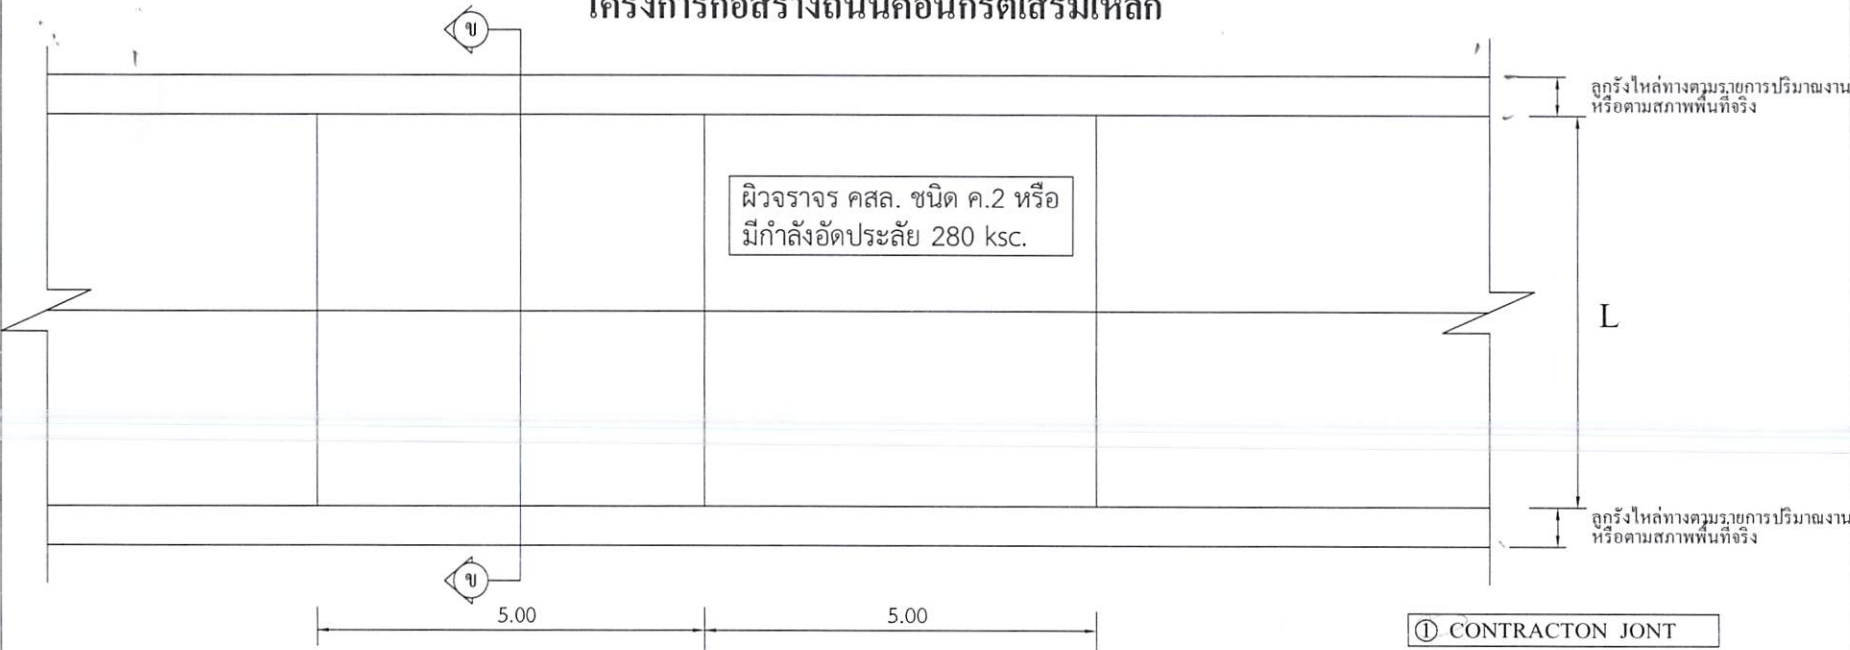 โครงการก่อสร้างถนนคอนกรีตเสริมเหล็ก
ข
ลูกรังไหล่ทางตามรายการปริมาณงาน
หรือตามสภาพพื้นที่จริง
ผิวจราจร คสล. ชนิด ค.2 หรือ
มีกำลังอัดประลัย 280 ksc.
L
ลูกรังไหล่ทางตามรายการปริมาณงาน
หรือตามสภาพพื้นที่จริง
ข
5.00 5.00
① CONTRACTON JONT